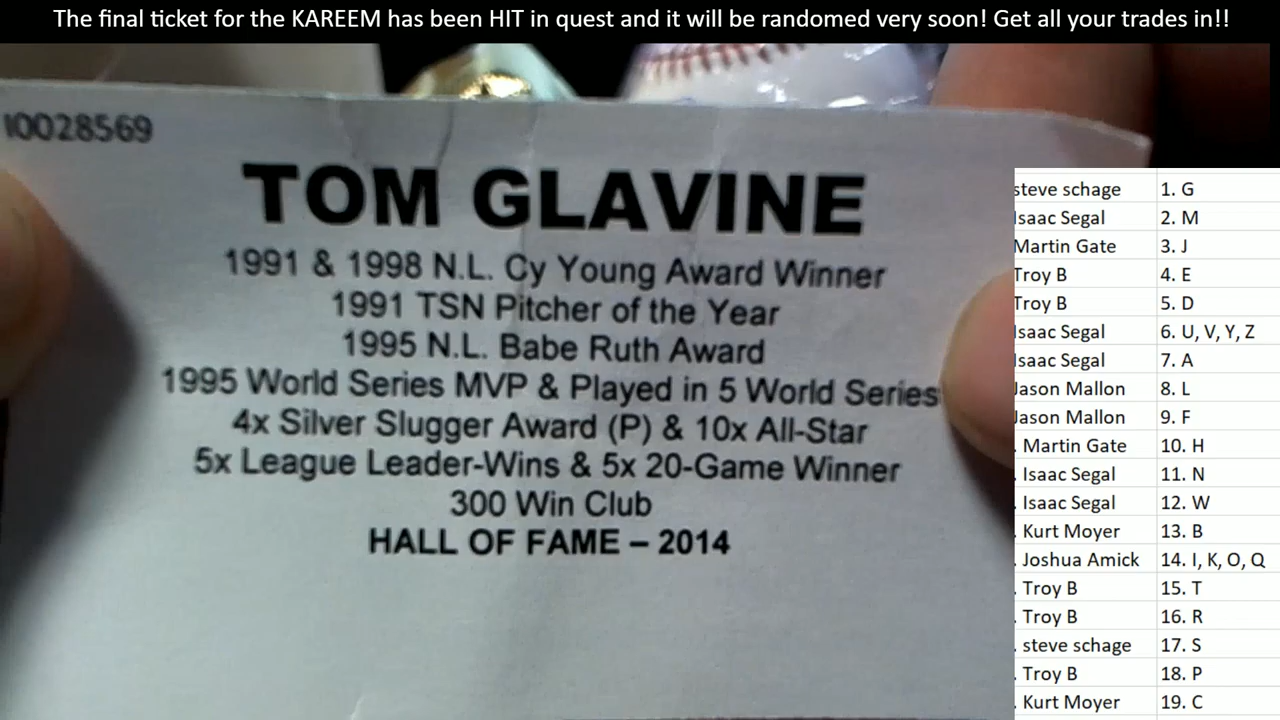 The final ticket for the KAREEM has been HIT in quest and it will be randomed very soon! Get all your trades in!!
10028569
TOM GLAVINE
1991 & 1998 N.L. Cy Young Award Winner
1991 TSN Pitcher of the Year
1995 N.L. Babe Ruth Award
1995 World Series MVP & Played in 5 World Series
4x Silver Slugger Award (P) & 10x All-Star
5x League Leader-Wins & 5x 20-Game Winner
300 Win Club
HALL OF FAME – 2014
steve schage 1. G
Isaac Segal 2. M
Martin Gate 3. J
Troy B 4. E
Troy B 5. D
Isaac Segal 6. U, V, Y, Z
Isaac Segal 7. A
Jason Mallon 8. L
Jason Mallon 9. F
. Martin Gate 10. H
. Isaac Segal 11. N
. Isaac Segal 12. W
. Kurt Moyer 13. B
. Joshua Amick 14. I, K, O, Q
. Troy B 15. T
. Troy B 16. R
. steve schage 17. S
. Troy B 18. P
. Kurt Moyer 19. C